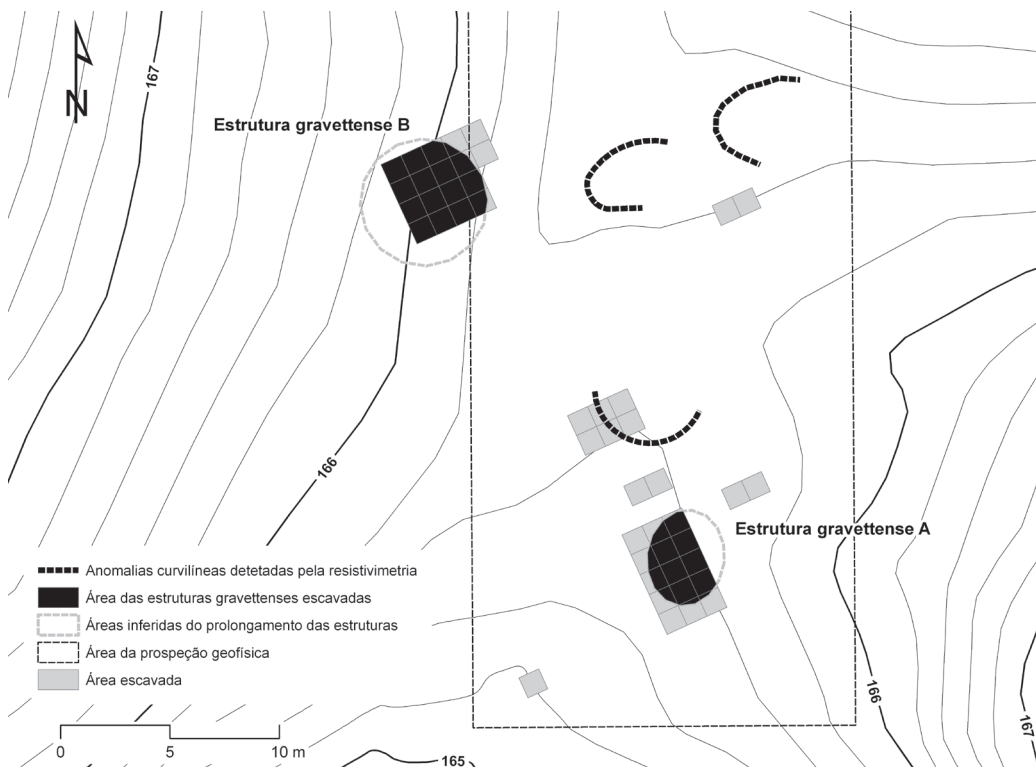 167
N
Estrutura gravettense B
166
Estrutura gravettense A
Anomalias curvilíneas detetadas pela resistivimetria
Área das estruturas gravettenses escavadas
Áreas inferidas do prolongamento das estruturas
Área da prospeção geofísica
Área escavada
166
167
0 5 10 m
165